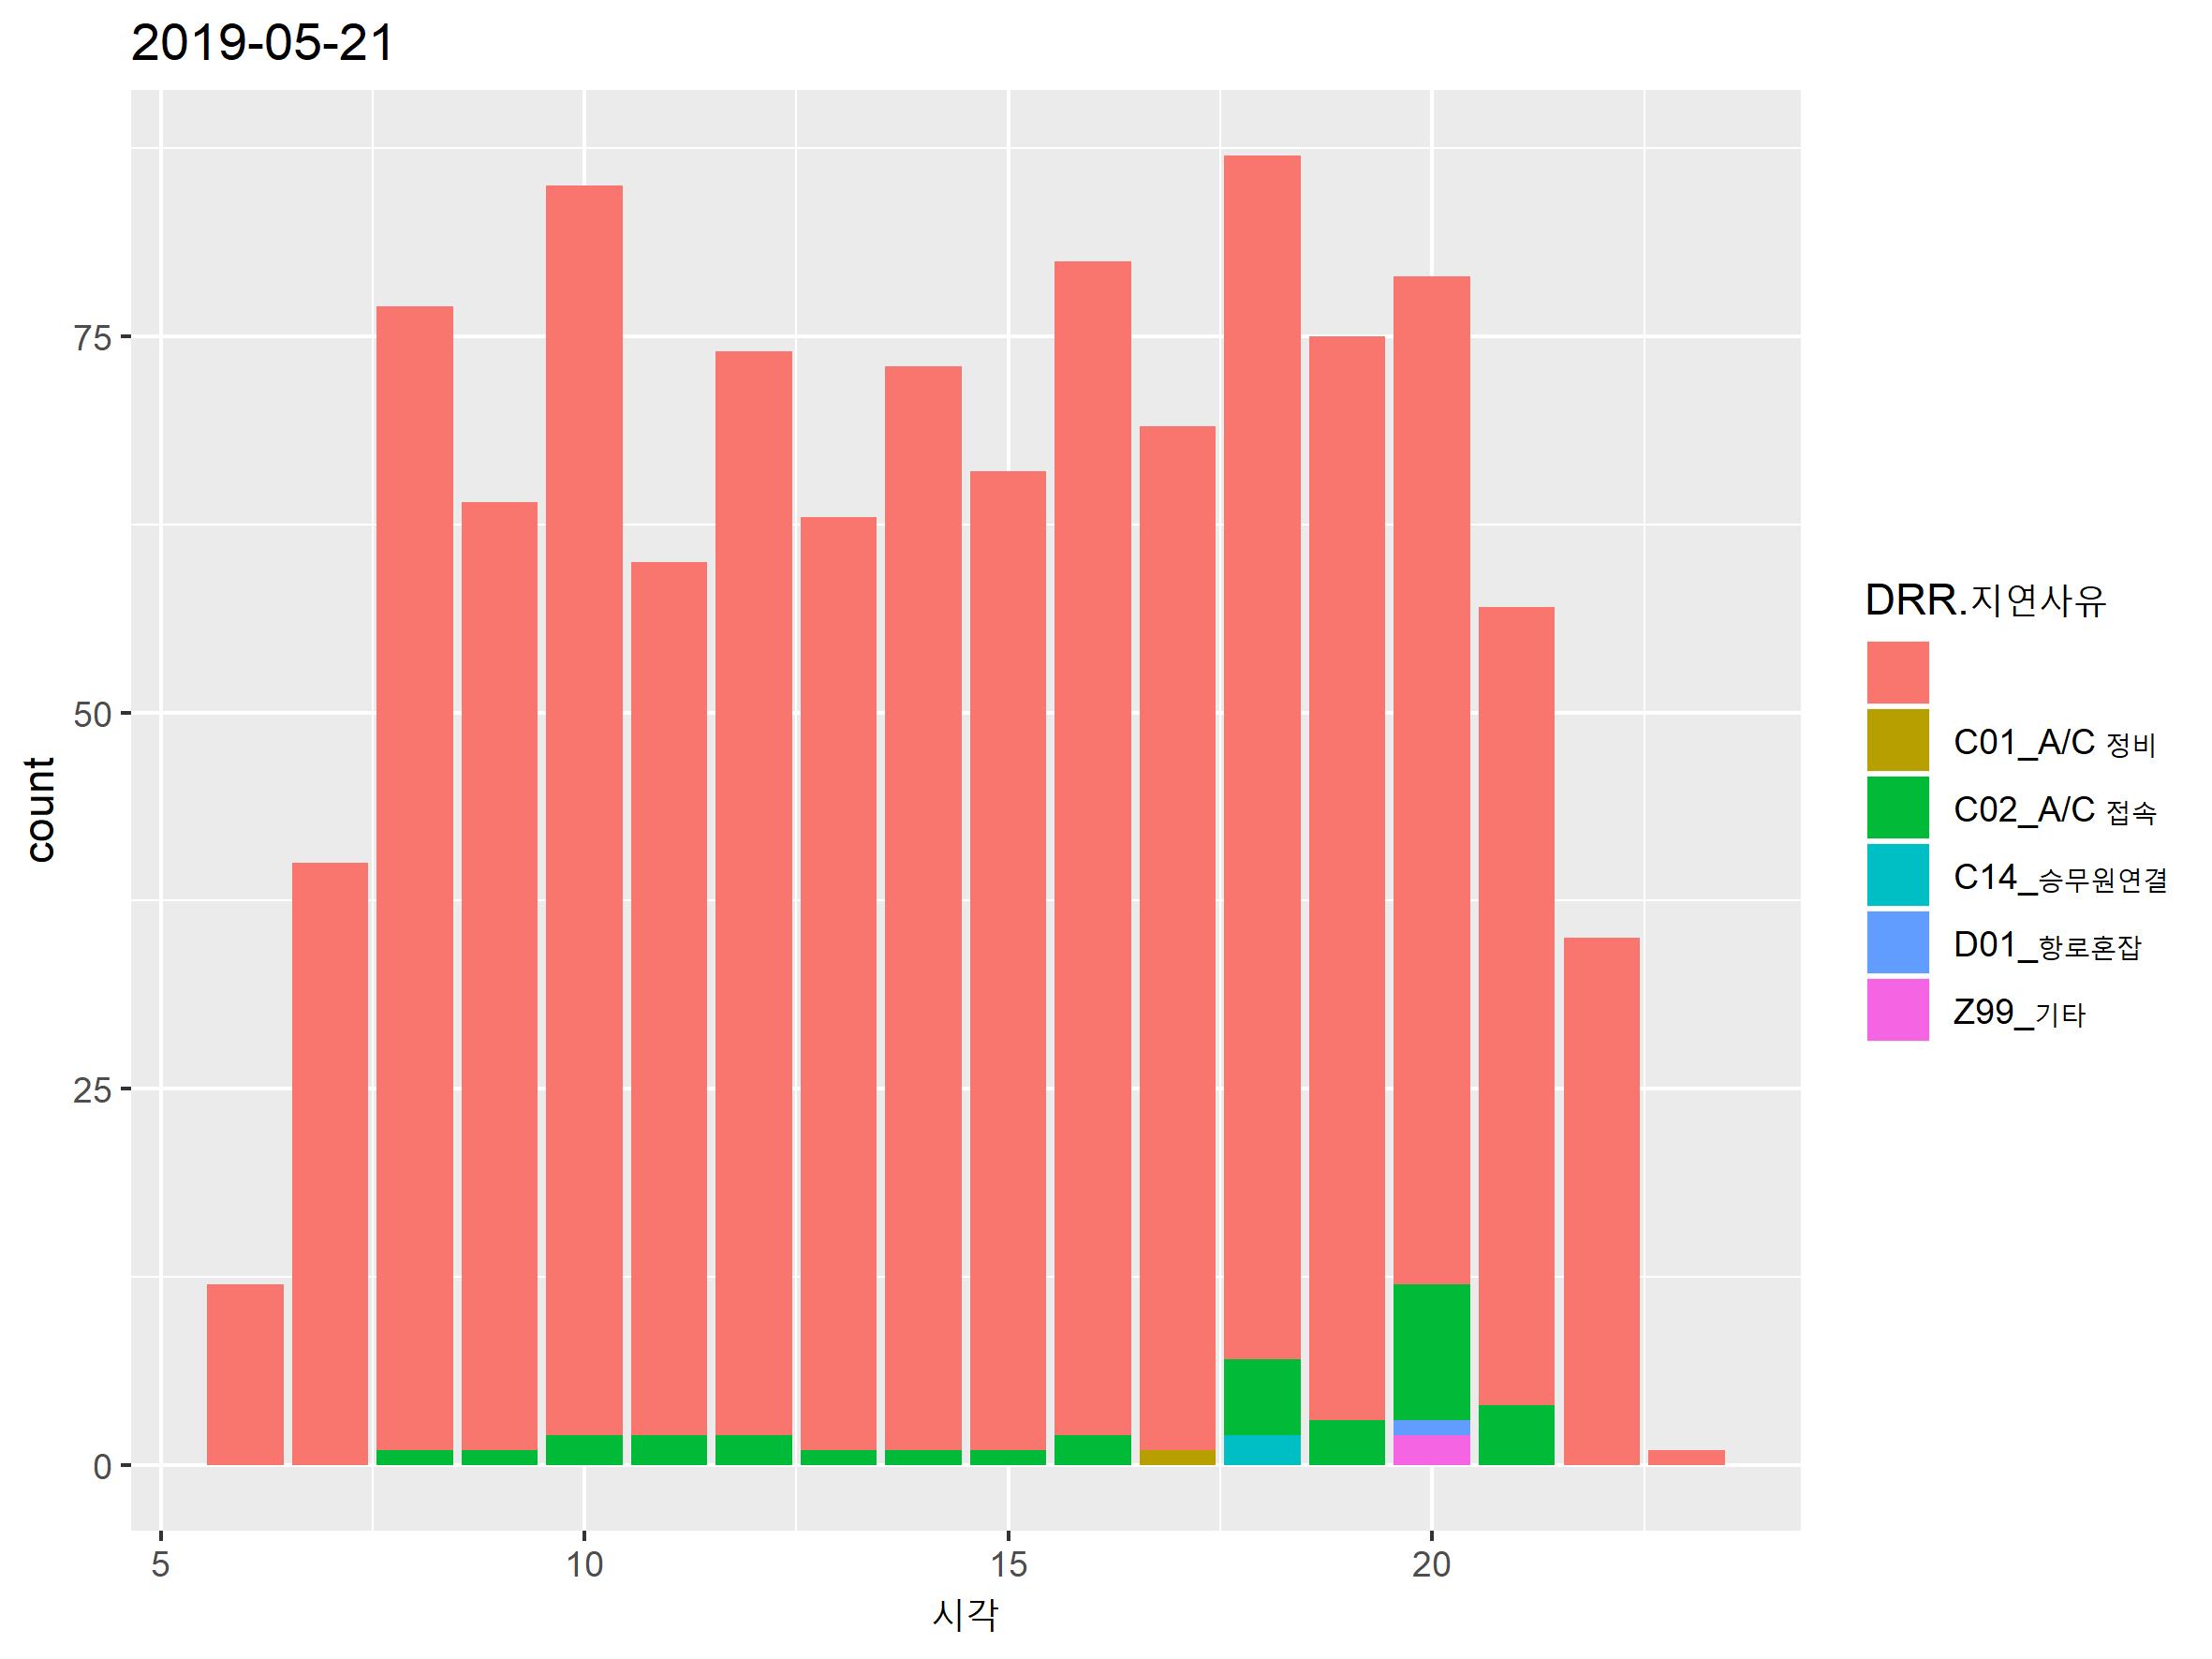 2019-05-21
75
50
25
0
count
5 10 15 20
시각
DRR.지연사유
C01_A/C 정비
C02_A/C 접속
C14_승무원연결
D01_항로혼잡
Z99_기타